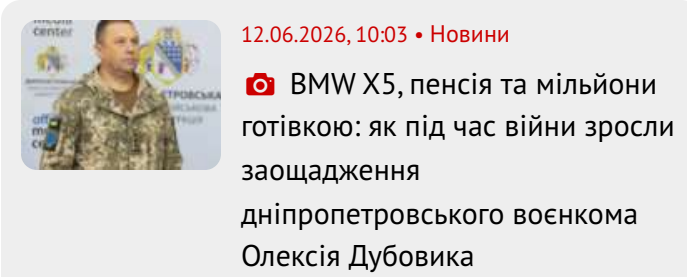 12.06.2026, 10:03 • Новини
BMW X5, пенсія та мільйони
готівкою: як під час війни зросли
заощадження
дніпропетровського воєнкома
Олексія Дубовика
center